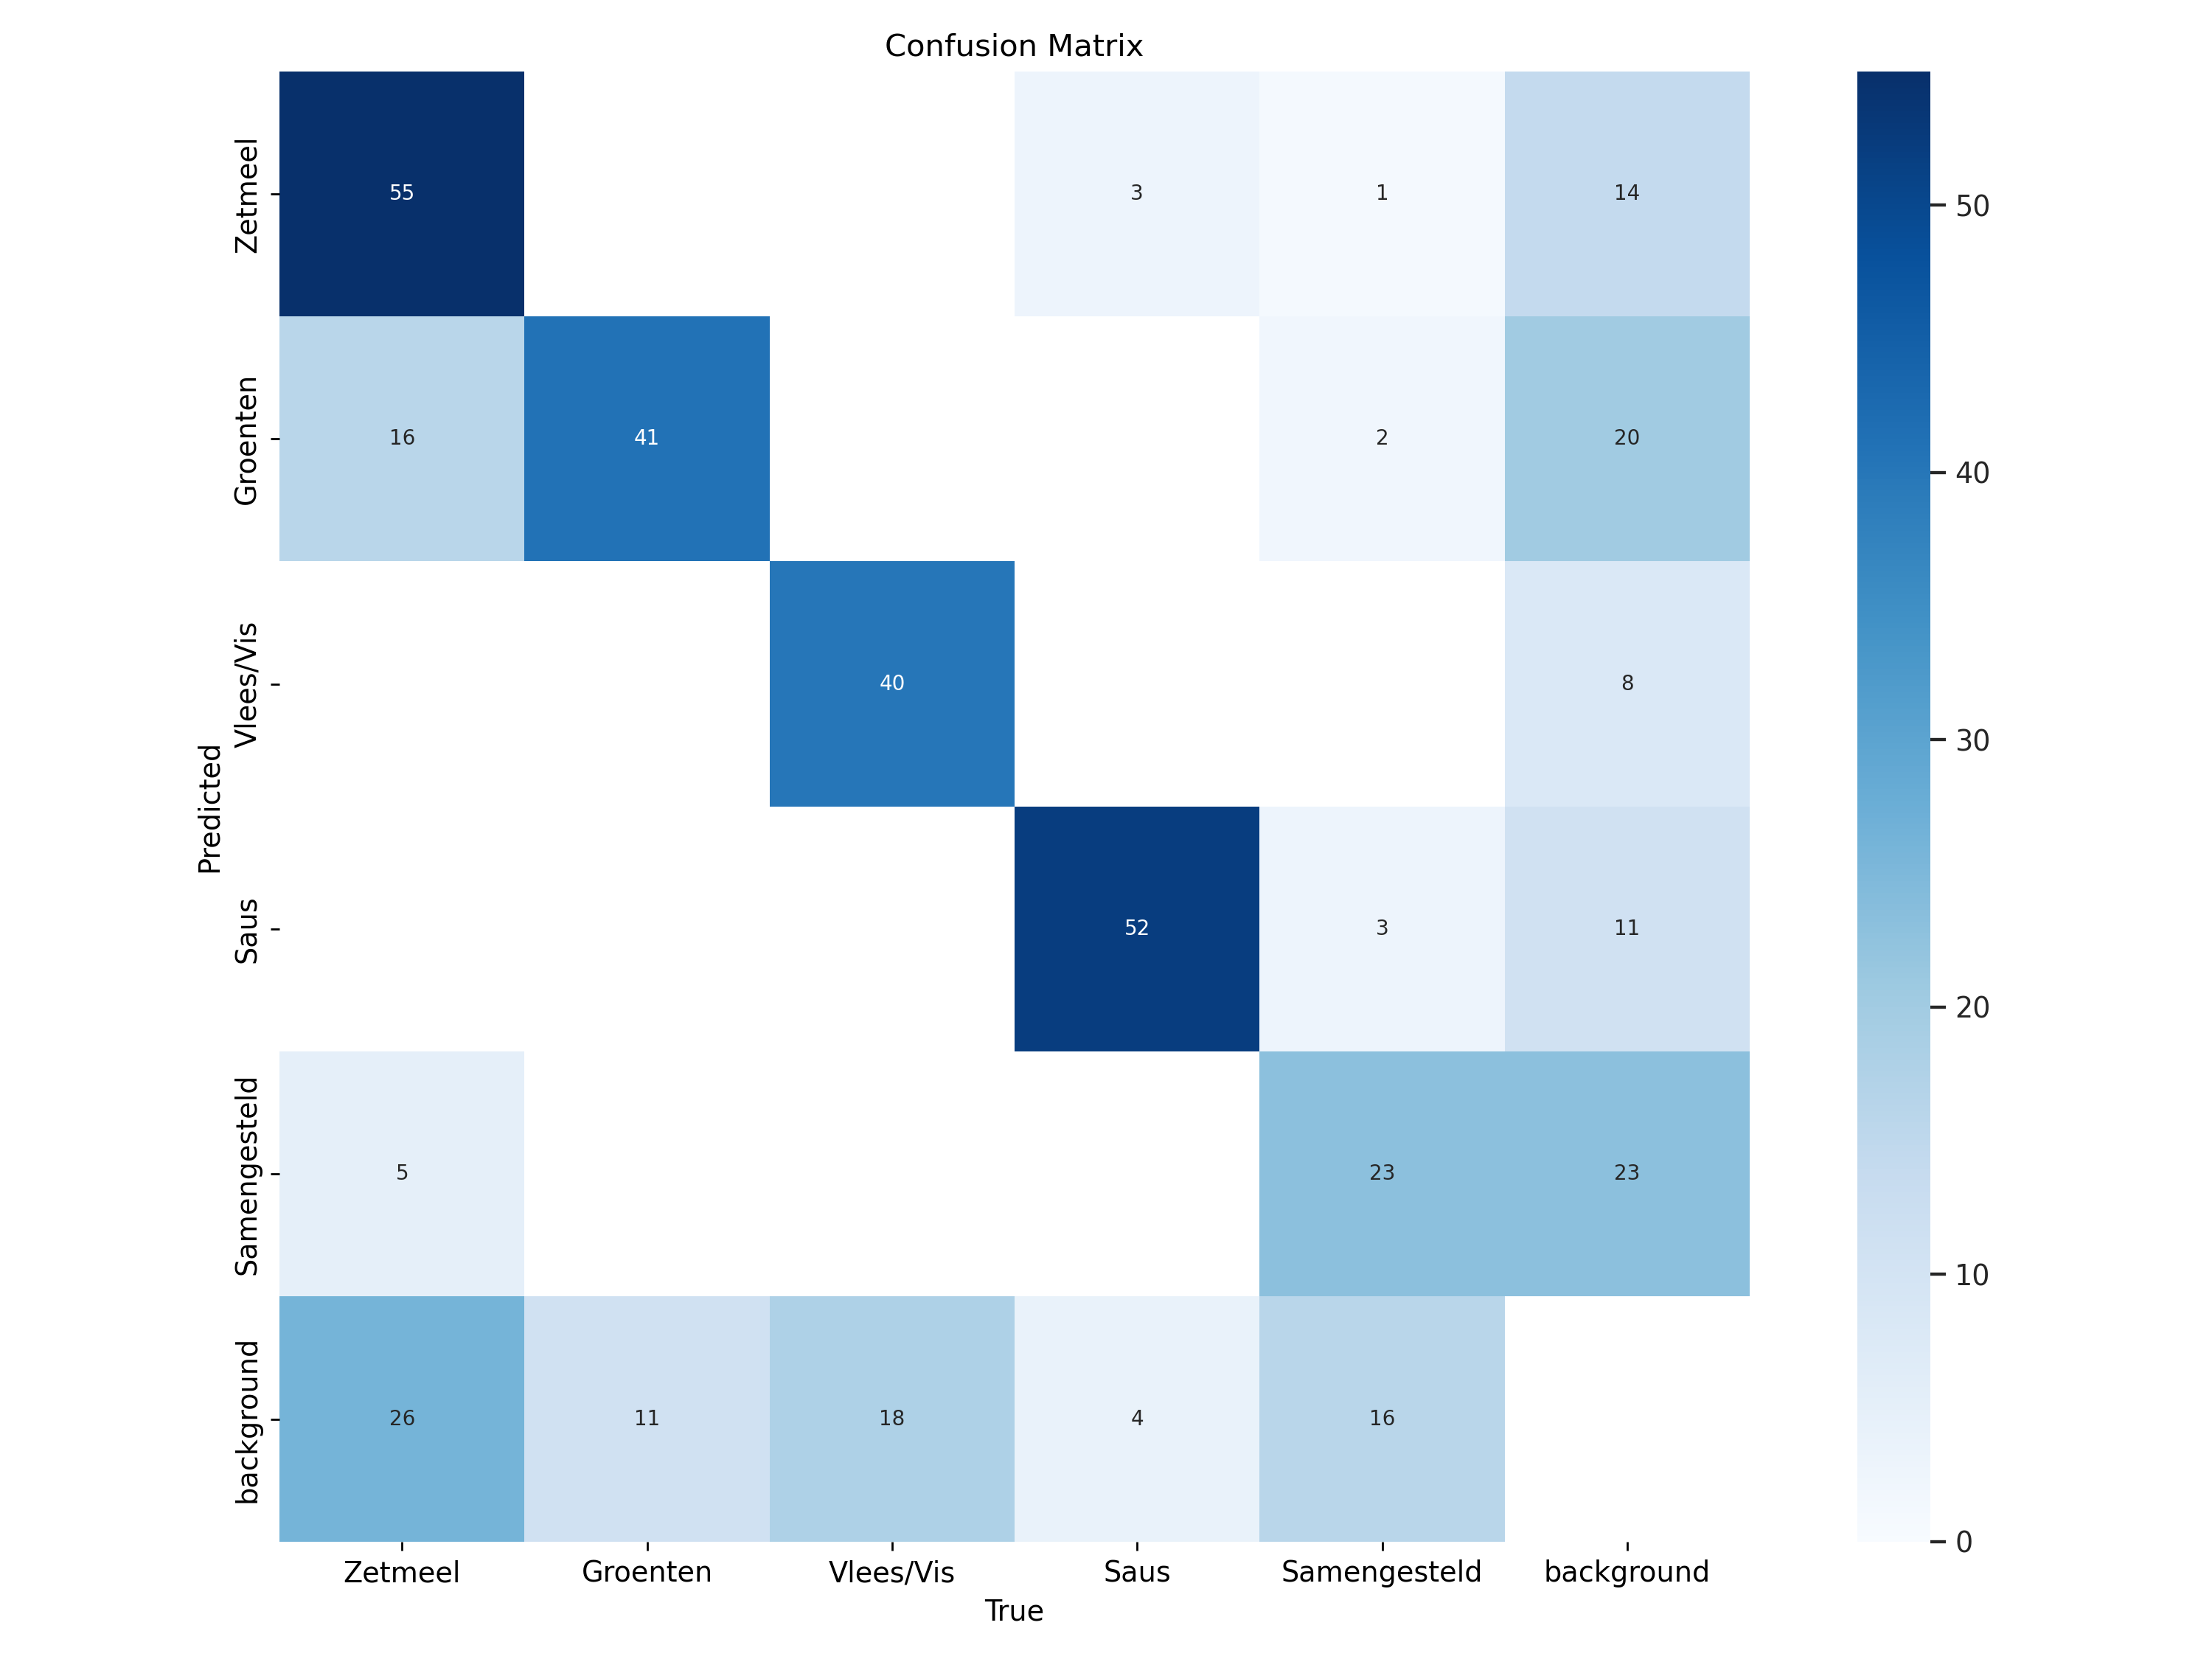 Confusion Matrix
Zetmeel 55 3 1 14
Groenten 16 41 2 20
Vlees/Vis 40 8
Saus 52 3 11
Samengesteld 5 23 23
background 26 11 18 4 16
Predicted
Zetmeel Groenten Vlees/Vis Saus Samengesteld background
True
50
40
30
20
10
0